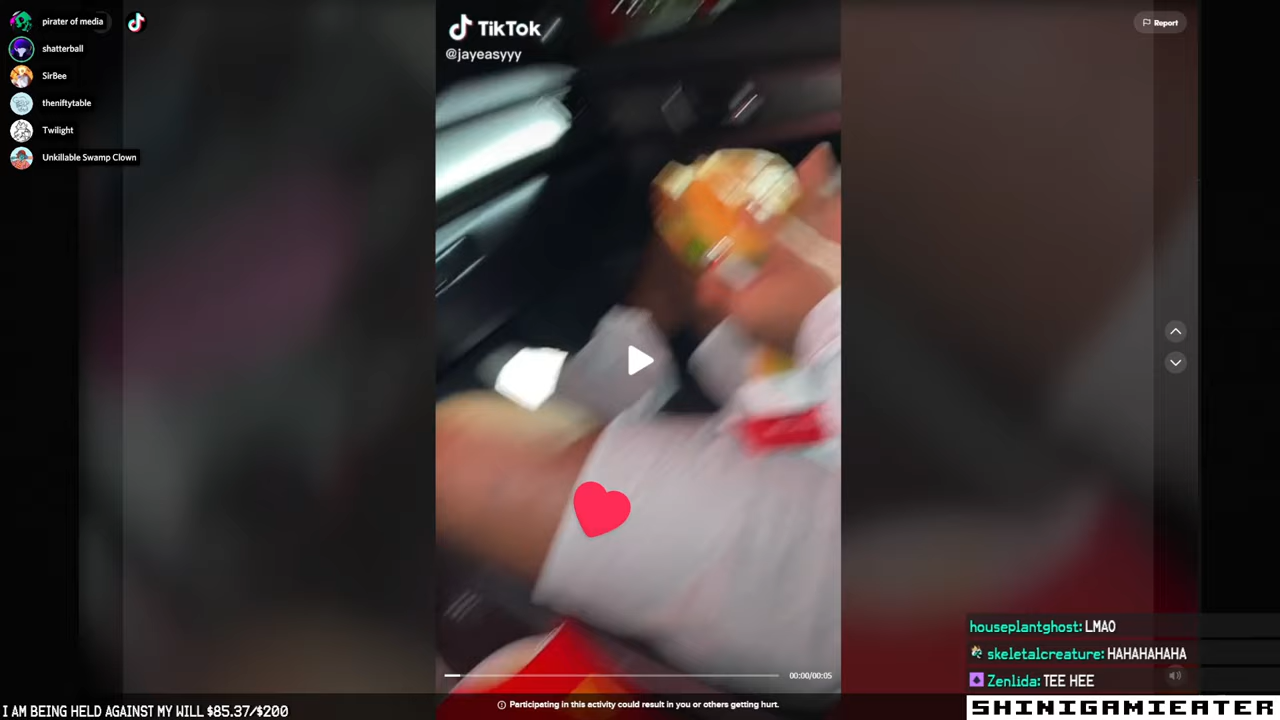 pirater of media
shatterball
SirBee
theniftytable
Twilight
Unkillable Swamp Clown
TikTok
@jayeasyyy
Report
00:00/00:05
houseplantghost: LMAO
skeletalcreature: HAHAHAHAHA
Zenlida: TEE HEE
Participating in this activity could result in you or others getting hurt.
I AM BEING HELD AGAINST MY WILL $85.37/$200
SHINIGAMIEATER